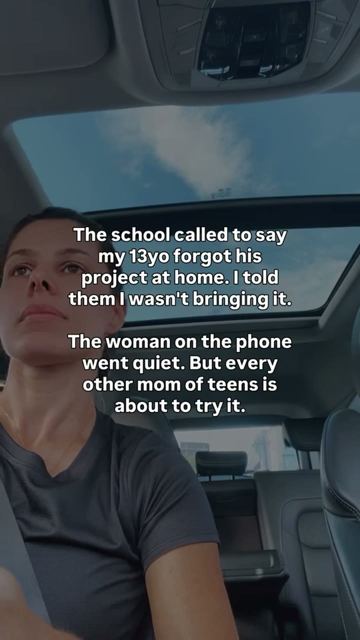 The school called to say
my 13yo forgot his
project at home. I told
them I wasn't bringing it.
The woman on the phone
went quiet. But every
other mom of teens is
about to try it.